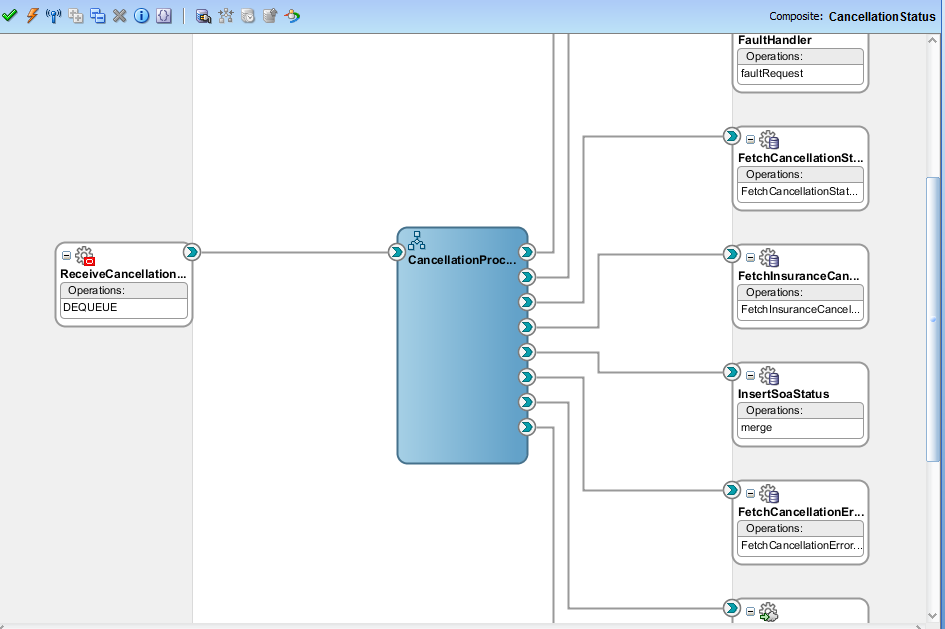 Composite: CancellationStatus
FaultHandler
Operations:
faultRequest
FetchCancellationSt...
Operations:
FetchCancellationStat...
ReceiveCancellation...
Operations:
DEQUEUE
CancellationProc...
FetchInsuranceCan...
Operations:
FetchInsuranceCancel...
InsertSoaStatus
Operations:
merge
FetchCancellationEr...
Operations:
FetchCancellationError...